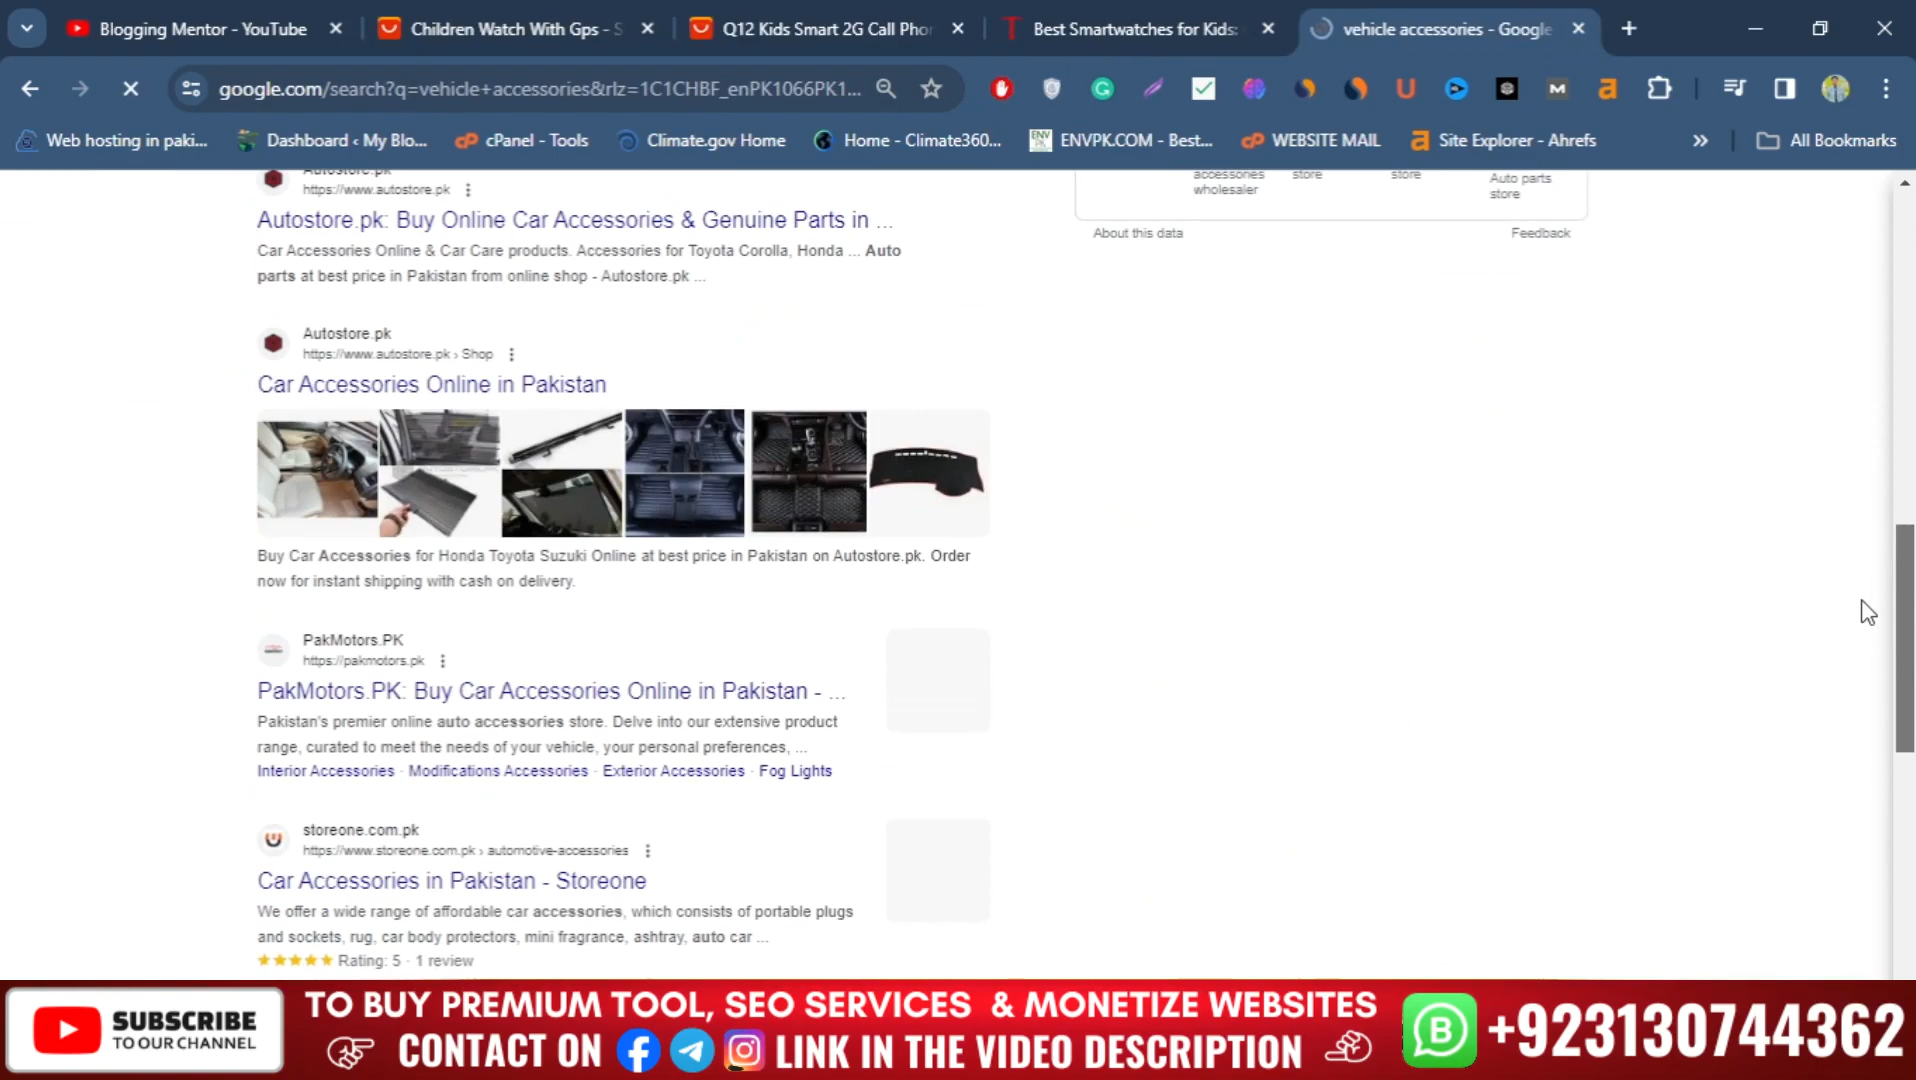 Blogging Mentor - YouTube
Children Watch With Gps - S
Q12 Kids Smart 2G Call Phor
Best Smartwatches for Kids:
vehicle accessories - Google
google.com/search?q=vehicle+accessories&rlz=1C1CHBF_enPK1066PK1...
Web hosting in paki...
Dashboard ‹ My Blo...
cPanel - Tools
Climate.gov Home
Home - Climate360...
ENVPK.COM - Best...
WEBSITE MAIL
Site Explorer - Ahrefs
All Bookmarks
Autostore.pk
https://www.autostore.pk
Autostore.pk: Buy Online Car Accessories & Genuine Parts in ...
Car Accessories Online & Car Care products. Accessories for Toyota Corolla, Honda ... Auto
parts at best price in Pakistan from online shop - Autostore.pk ...
accessories
wholesaler
store
store
Auto parts
store
About this data
Feedback
Autostore.pk
https://www.autostore.pk › Shop
Car Accessories Online in Pakistan
Buy Car Accessories for Honda Toyota Suzuki Online at best price in Pakistan on Autostore.pk. Order
now for instant shipping with cash on delivery.
PakMotors.PK
https://pakmotors.pk
PakMotors.PK: Buy Car Accessories Online in Pakistan - ...
Pakistan's premier online auto accessories store. Delve into our extensive product
range, curated to meet the needs of your vehicle, your personal preferences, ...
Interior Accessories · Modifications Accessories · Exterior Accessories · Fog Lights
storeone.com.pk
https://www.storeone.com.pk › automotive-accessories
Car Accessories in Pakistan - Storeone
We offer a wide range of affordable car accessories, which consists of portable plugs
and sockets, rug, car body protectors, mini fragrance, ashtray, auto car ...
Rating: 5 · 1 review
SUBSCRIBE
TO OUR CHANNEL
TO BUY PREMIUM TOOL, SEO SERVICES & MONETIZE WEBSITES
CONTACT ON
LINK IN THE VIDEO DESCRIPTION
+923130744362